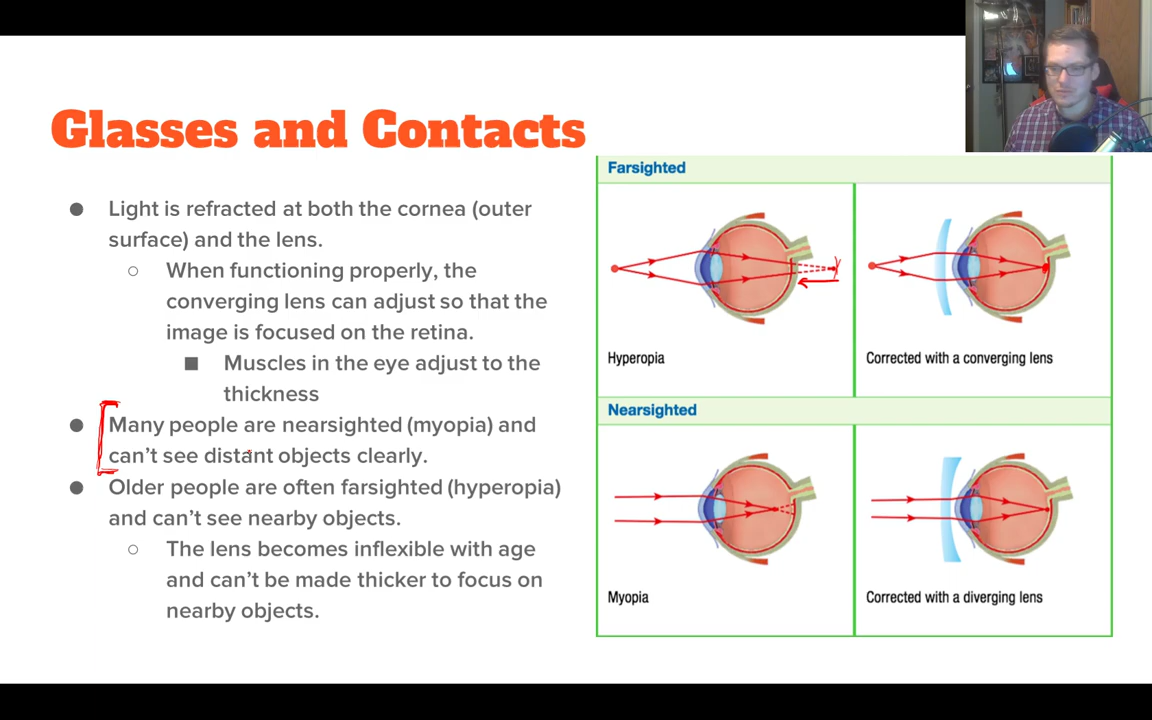 Glasses and Contacts
● Light is refracted at both the cornea (outer
surface) and the lens.
○ When functioning properly, the
converging lens can adjust so that the
image is focused on the retina.
■ Muscles in the eye adjust to the
thickness
● Many people are nearsighted (myopia) and
can't see distant objects clearly.
● Older people are often farsighted (hyperopia)
and can't see nearby objects.
○ The lens becomes inflexible with age
and can't be made thicker to focus on
nearby objects.
Farsighted
Hyperopia
Corrected with a converging lens
Nearsighted
Myopia
Corrected with a diverging lens